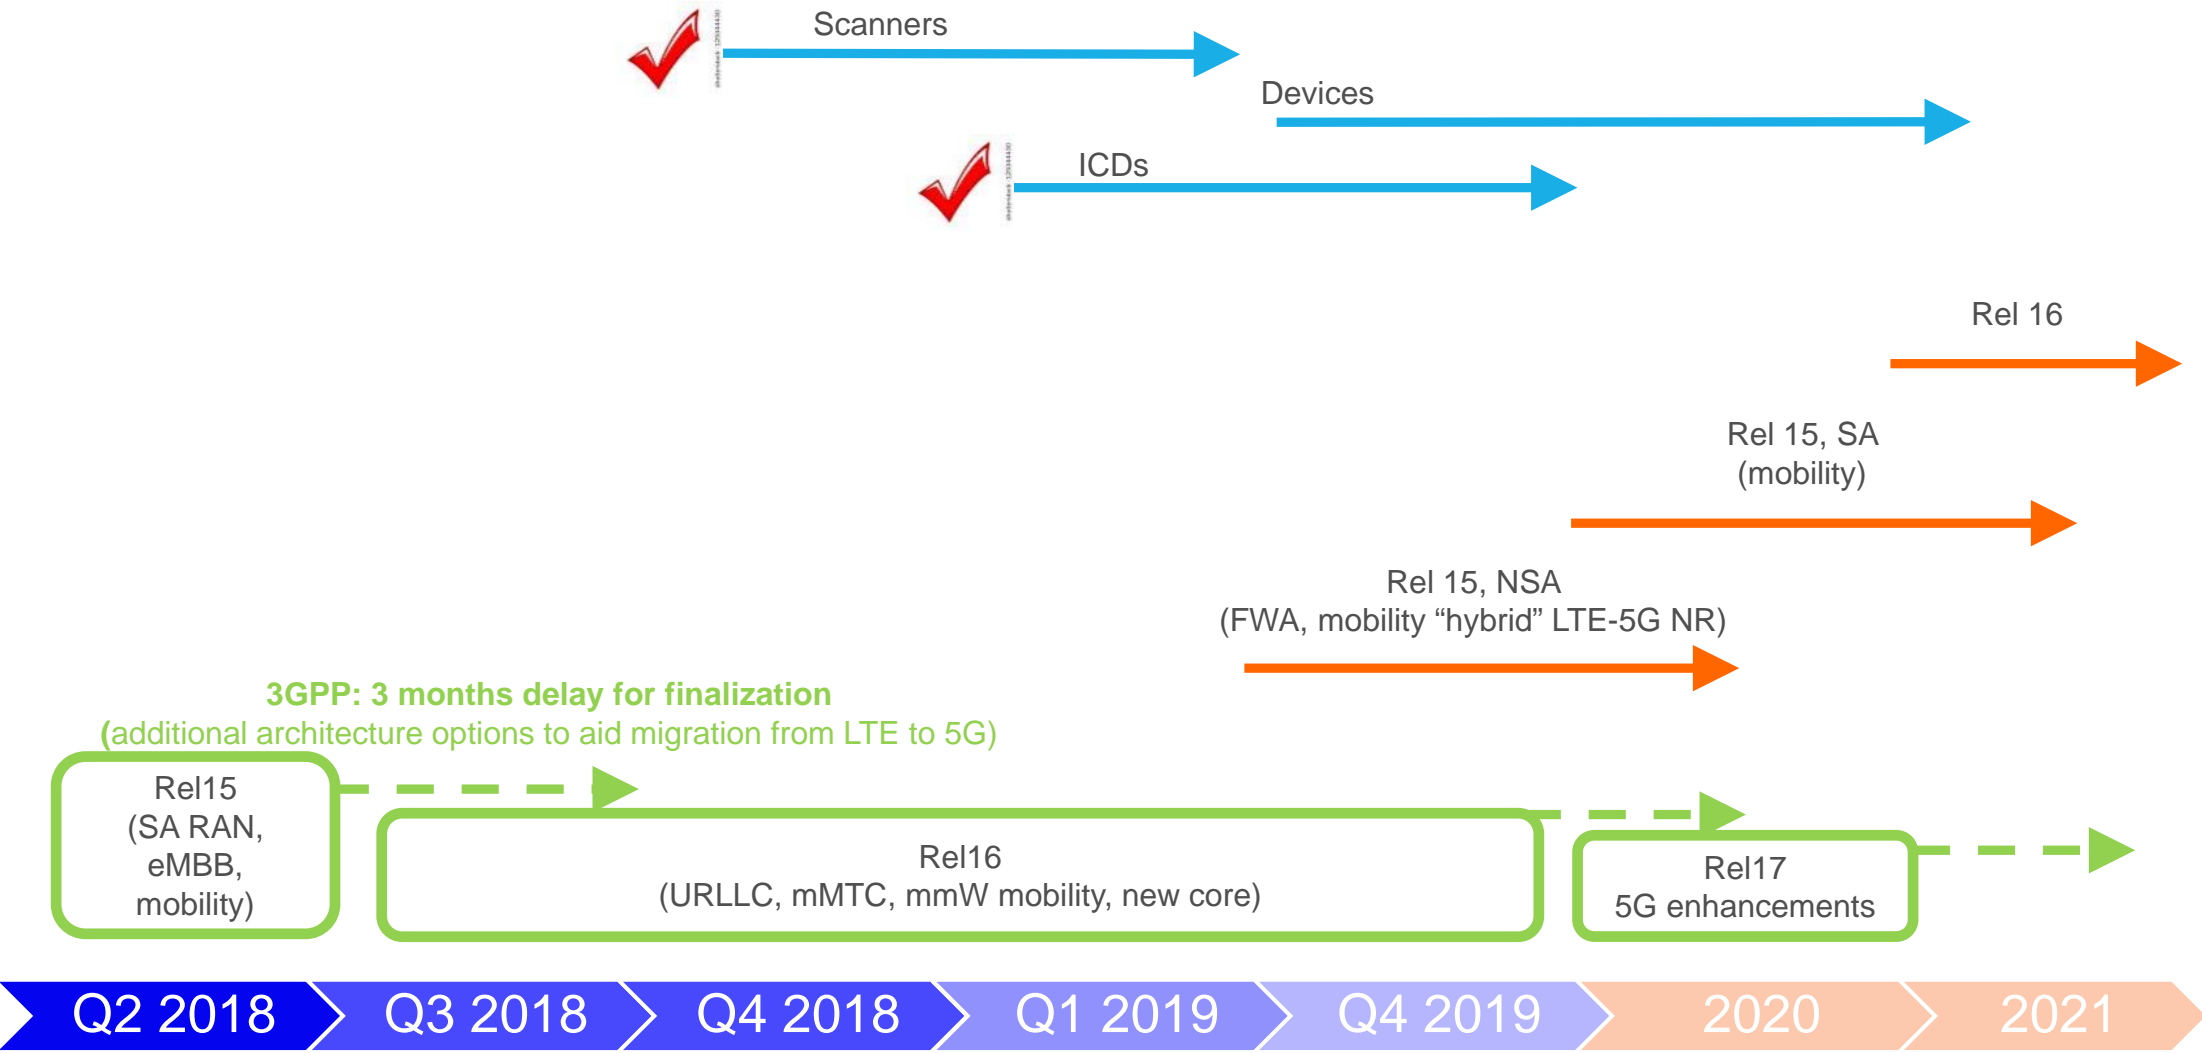 Scanners
Devices
ICDs
Rel 16
Rel 15, SA
(mobility)
Rel 15, NSA
(FWA, mobility “hybrid” LTE-5G NR)
3GPP: 3 months delay for finalization
(additional architecture options to aid migration from LTE to 5G)
Rel15
(SA RAN,
eMBB,
mobility)
Rel16
(URLLC, mMTC, mmW mobility, new core)
Rel17
5G enhancements
Q2 2018
Q3 2018
Q4 2018
Q1 2019
Q4 2019
2020
2021